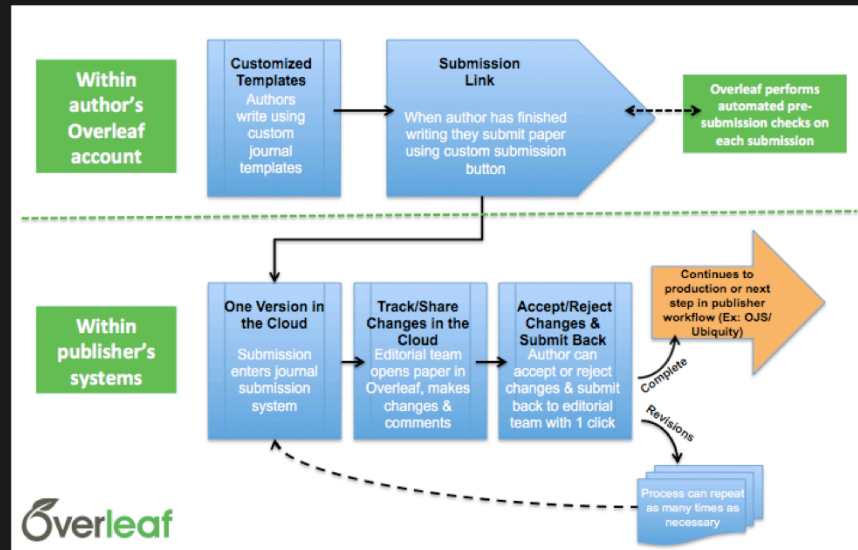 Within
author's
Overleaf
account
Customized
Templates
Authors
write using
custom
journal
templates
Submission
Link
When author has finished
writing they submit paper
using custom submission
button
Overleaf performs
automated pre-
submission checks on
each submission
Within
publisher's
systems
One Version in
the Cloud
Submission
enters journal
submission
system
Track/Share
Changes in the
Cloud
Editorial team
opens paper in
Overleaf, makes
changes &
comments
Accept/Reject
Changes &
Submit Back
Author can
accept or reject
changes & submit
back to editorial
team with 1 click
Continues to
production or next
step in publisher
workflow (Ex: OJS/
Ubiquity)
Complete
Revisions
Process can repeat
as many times as
necessary
Overleaf